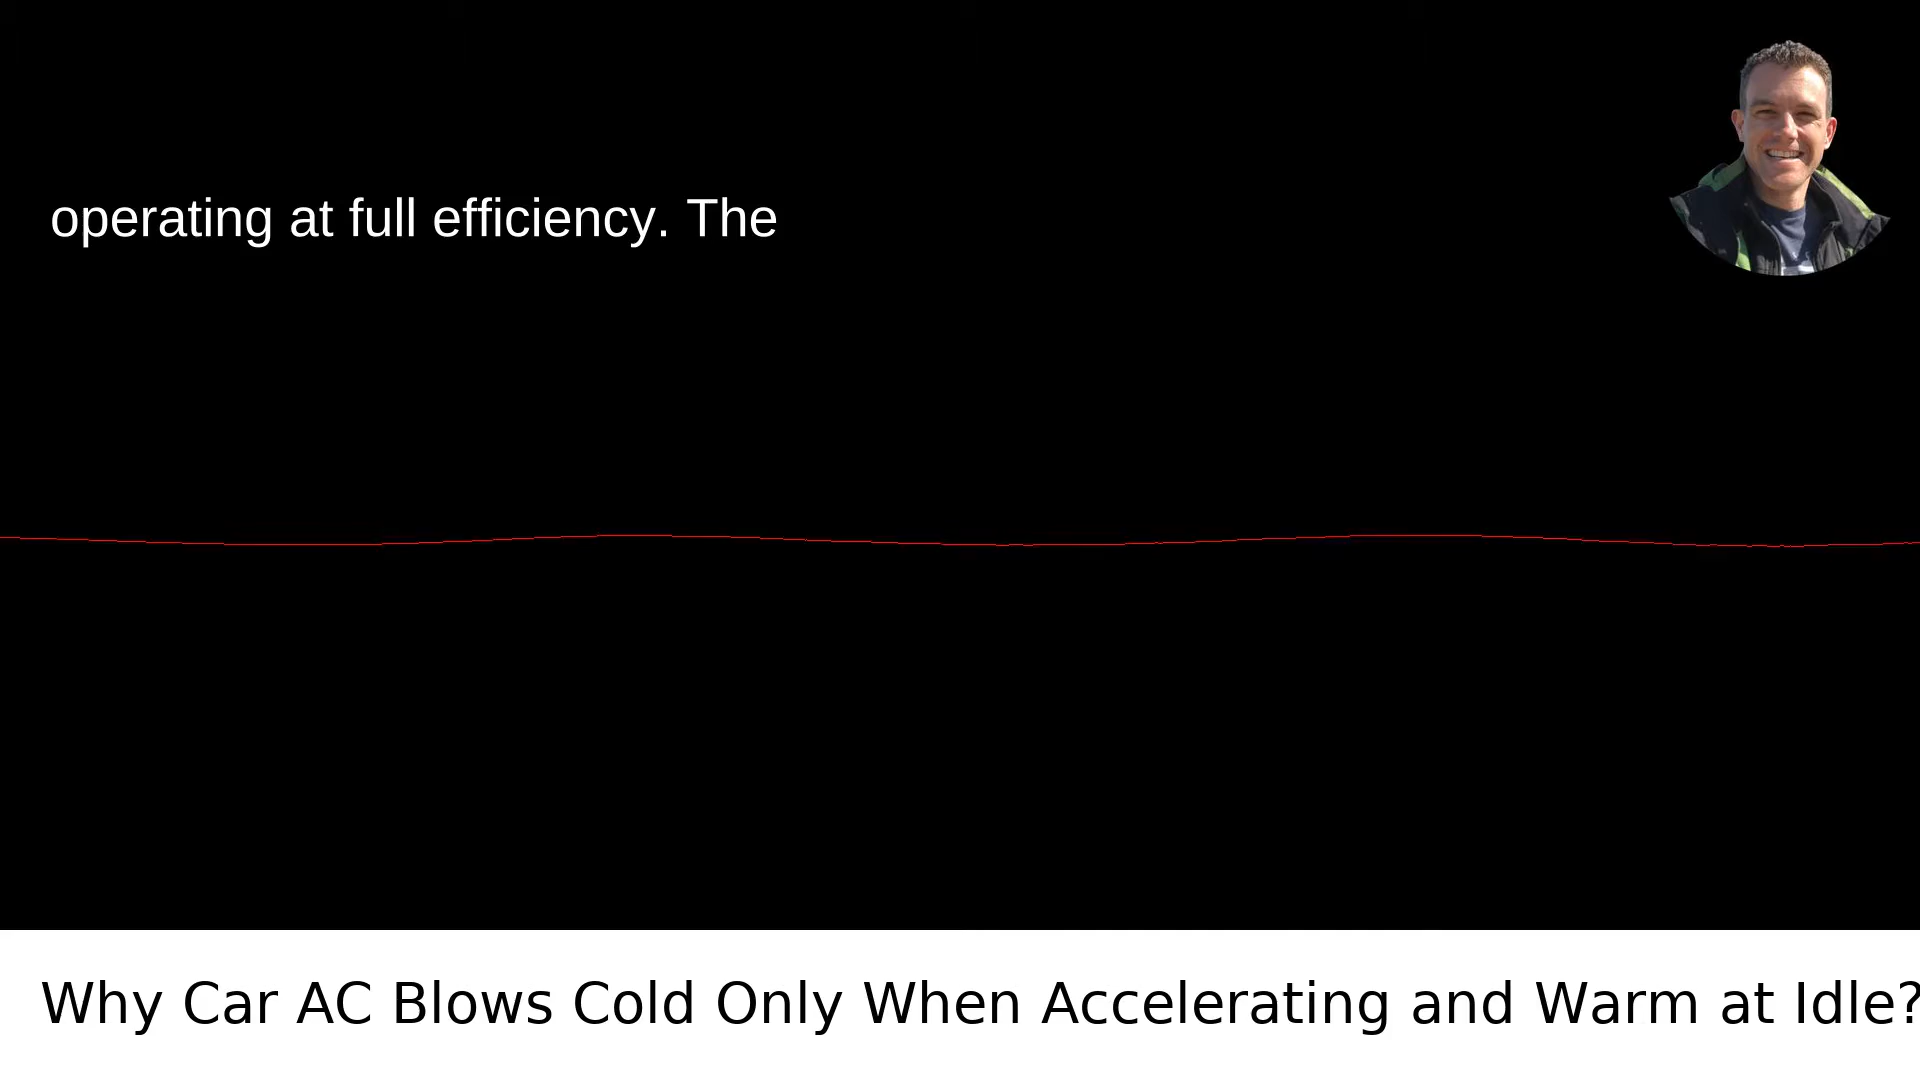 operating at full efficiency. The
Why Car AC Blows Cold Only When Accelerating and Warm at Idle?